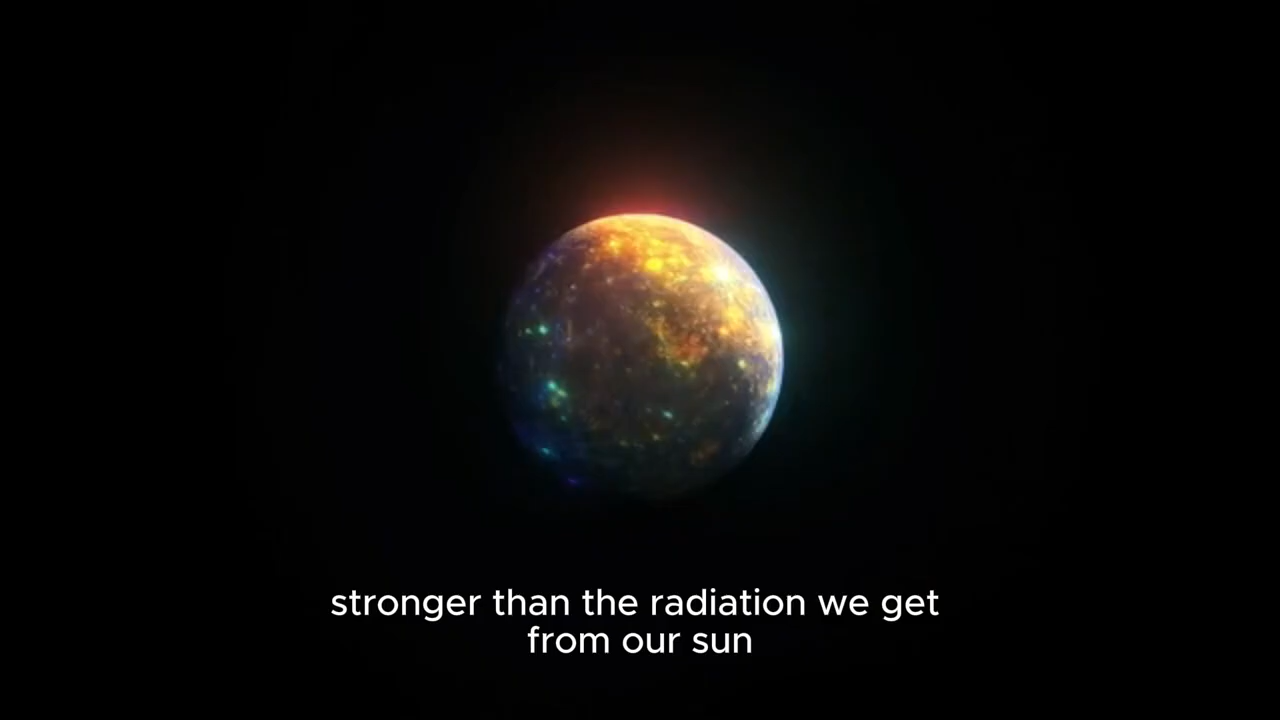 stronger than the radiation we get
from our sun